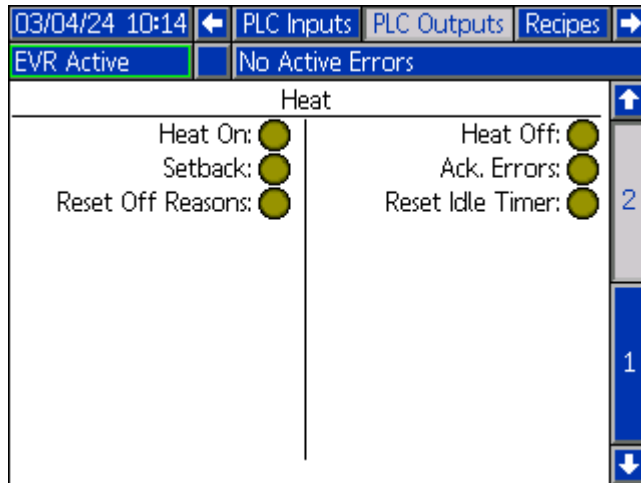 03/04/24 10:14 PLC Inputs PLC Outputs Recipes
EVR Active No Active Errors
Heat
Heat On: Heat Off:
Setback: Ack. Errors:
Reset Off Reasons: Reset Idle Timer:
2
1